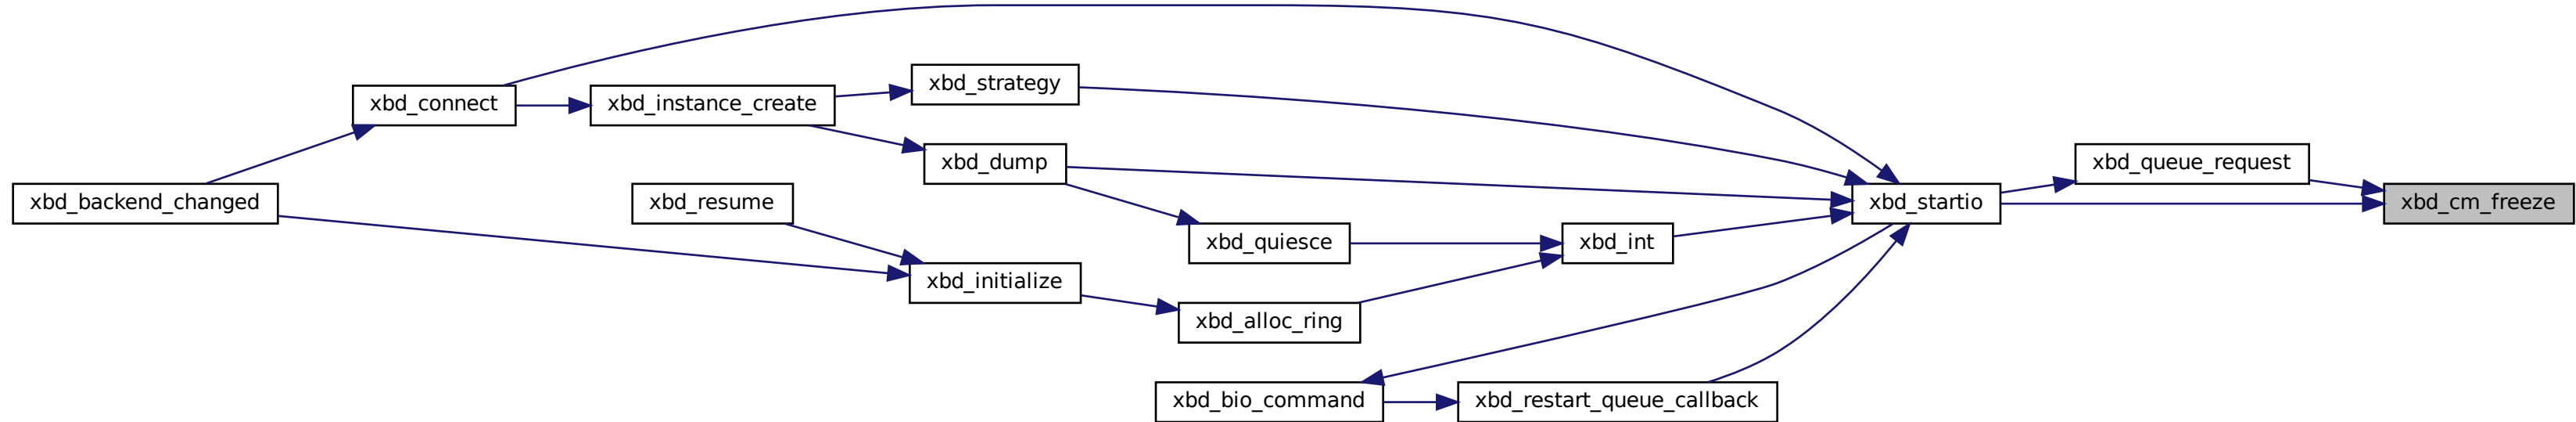 xbd_strategy
xbd_connect
xbd_instance_create
xbd_dump
xbd_queue_request
xbd_backend_changed
xbd_resume
xbd_startio
xbd_cm_freeze
xbd_quiesce
xbd_int
xbd_initialize
xbd_alloc_ring
xbd_bio_command
xbd_restart_queue_callback